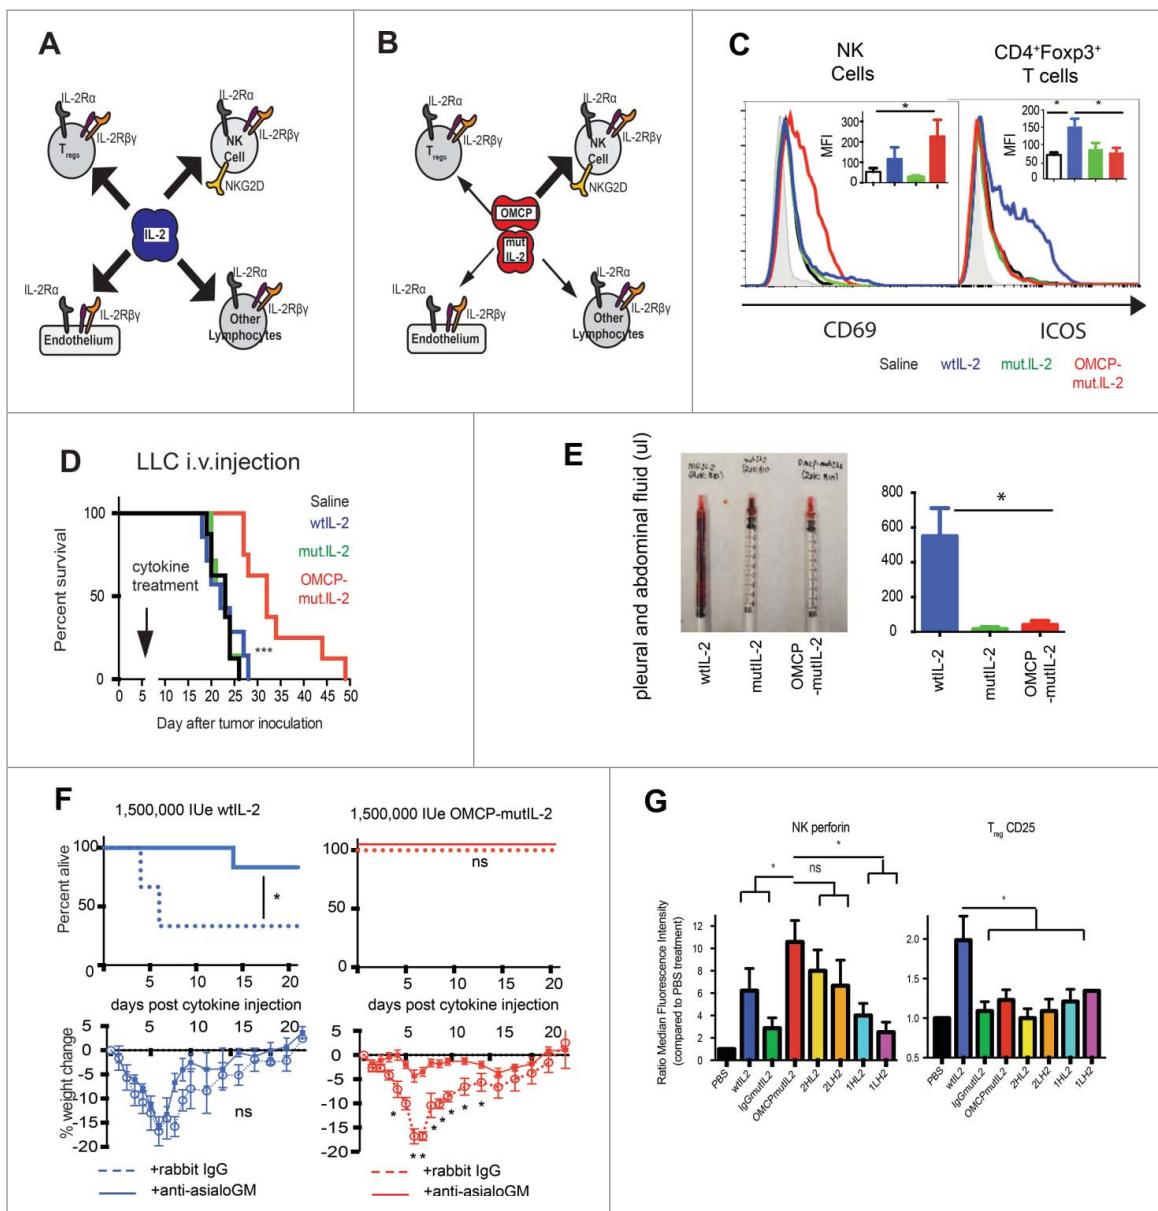 A
IL-2Rα
IL-2Rβγ
Tregs
IL-2Rα
IL-2Rβγ
NK
Cell
NKG2D
IL-2
IL-2Rα
IL-2Rβγ
Endothelium
IL-2Rα
IL-2Rβγ
Other
Lymphocytes
B
IL-2Rα
IL-2Rβγ
Tregs
IL-2Rα
IL-2Rβγ
NK
Cell
NKG2D
OMCP
mut
IL-2
IL-2Rα
IL-2Rβγ
Endothelium
IL-2Rα
IL-2Rβγ
Other
Lymphocytes
C
NK
Cells
CD4+Foxp3+
T cells
MFI
300
200
100
0
*
MFI
200
150
100
50
0
* *
CD69
ICOS
Saline wtIL-2 mut.IL-2 OMCP-
mut.IL-2
D
LLC i.v.injection
Saline
wtIL-2
mut.IL-2
OMCP-
mut.IL-2
cytokine
treatment
***
Percent survival
100
50
0
0 5 10 15 20 25 30 35 40 45 50
Day after tumor inoculation
E
pleural and abdominal fluid (ul)
wtIL-2
mutIL-2
OMCP
-mutIL-2
800
600
400
200
0
*
wtIL-2
mutIL-2
OMCP
-mutIL-2
F
1,500,000 IUe wtIL-2
Percent alive
100
50
0
*
5 10 15 20
days post cytokine injection
1,500,000 IUe OMCP-mutIL-2
100
50
0
ns
5 10 15 20
days post cytokine injection
% weight change
5
0
-5
-10
-15
-20
5 10 15 20
ns
+rabbit IgG
+anti-asialoGM
5
0
-5
-10
-15
-20
5 10 15 20
* * * * * * * *
+rabbit IgG
+anti-asialoGM
G
NK perforin
Ratio Median Fluorescence Intensity
(compared to PBS treatment)
12
10
8
6
4
2
0
* ns *
PBS
wtIL2
IgGmutIL2
OMCPmutIL2
2HL2
2LH2
1HL2
1LH2
Treg CD25
2.0
1.5
1.0
0.5
*
PBS
wtIL2
IgGmutIL2
OMCPmutIL2
2HL2
2LH2
1HL2
1LH2